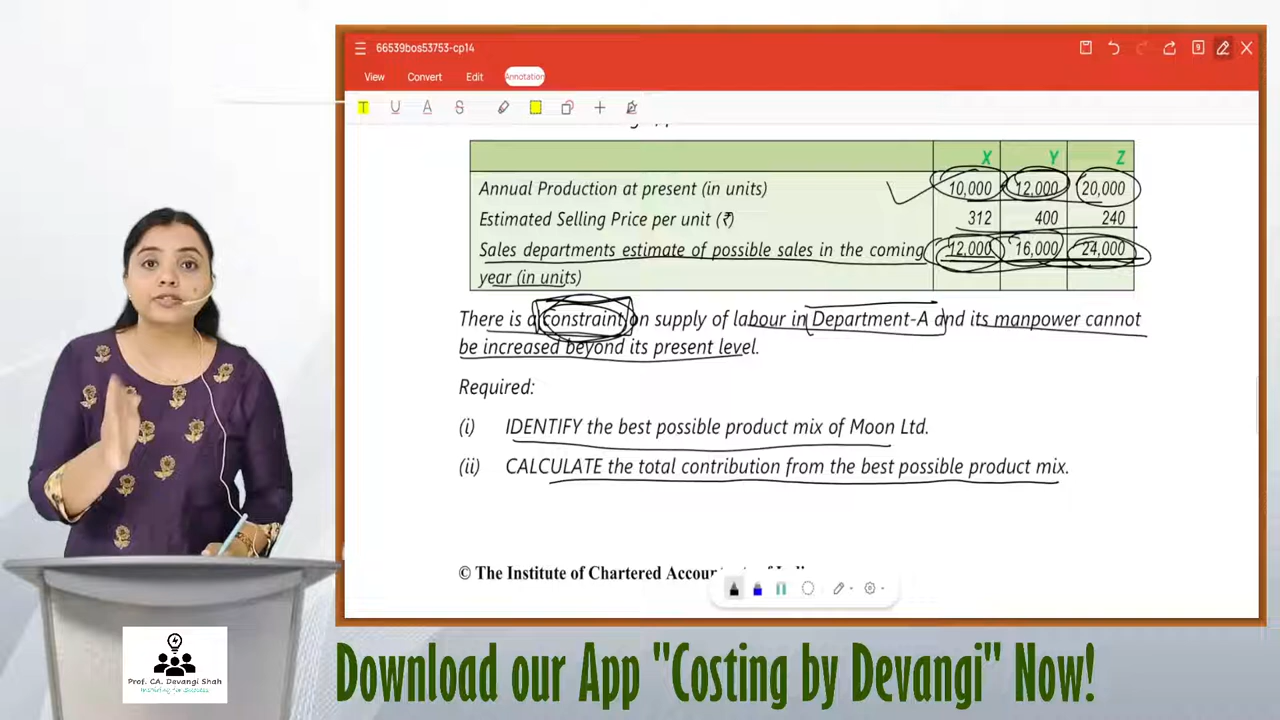 66539bos53753-cp14
View Convert Edit Annotation
T U A S
X Y Z
Annual Production at present (in units) 10,000 12,000 20,000
Estimated Selling Price per unit (₹) 312 400 240
Sales departments estimate of possible sales in the coming 12,000 16,000 24,000
year (in units)
There is a constraint on supply of labour in Department-A and its manpower cannot
be increased beyond its present level.
Required:
(i) IDENTIFY the best possible product mix of Moon Ltd.
(ii) CALCULATE the total contribution from the best possible product mix.
© The Institute of Chartered
Prof. CA. Devangi Shah
Download our App "Costing by Devangi" Now!